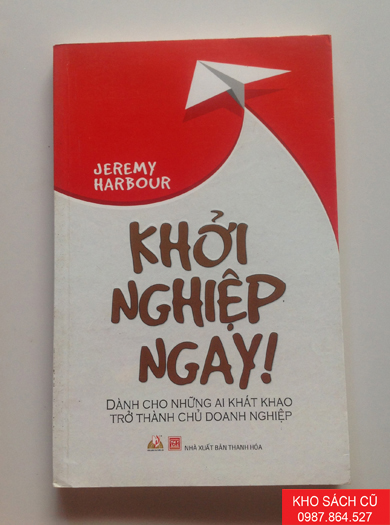 JEREMY
HARBOUR
KHỞI
NGHIỆP
NGAY!
DÀNH CHO NHỮNG AI KHÁT KHAO
TRỞ THÀNH CHỦ DOANH NGHIỆP
NHÀ XUẤT BẢN THANH HÓA
KHO SÁCH CŨ
0987.864.527